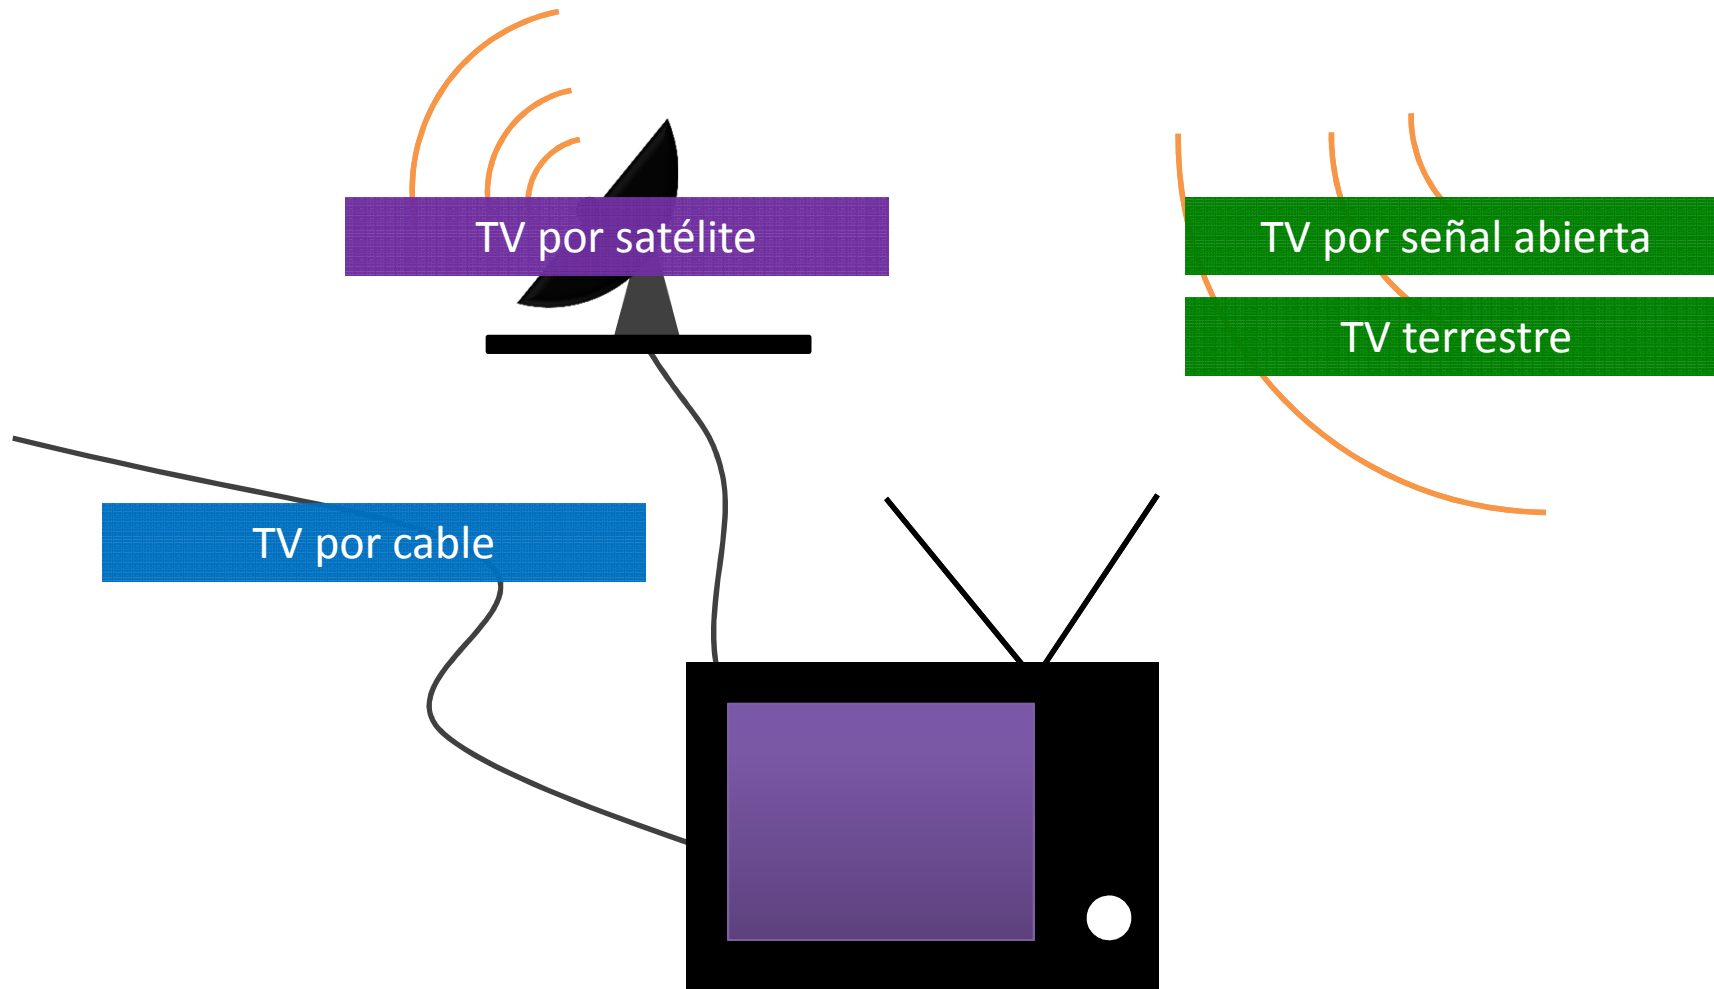 TV por satélite
TV por señal abierta
TV terrestre
TV por cable